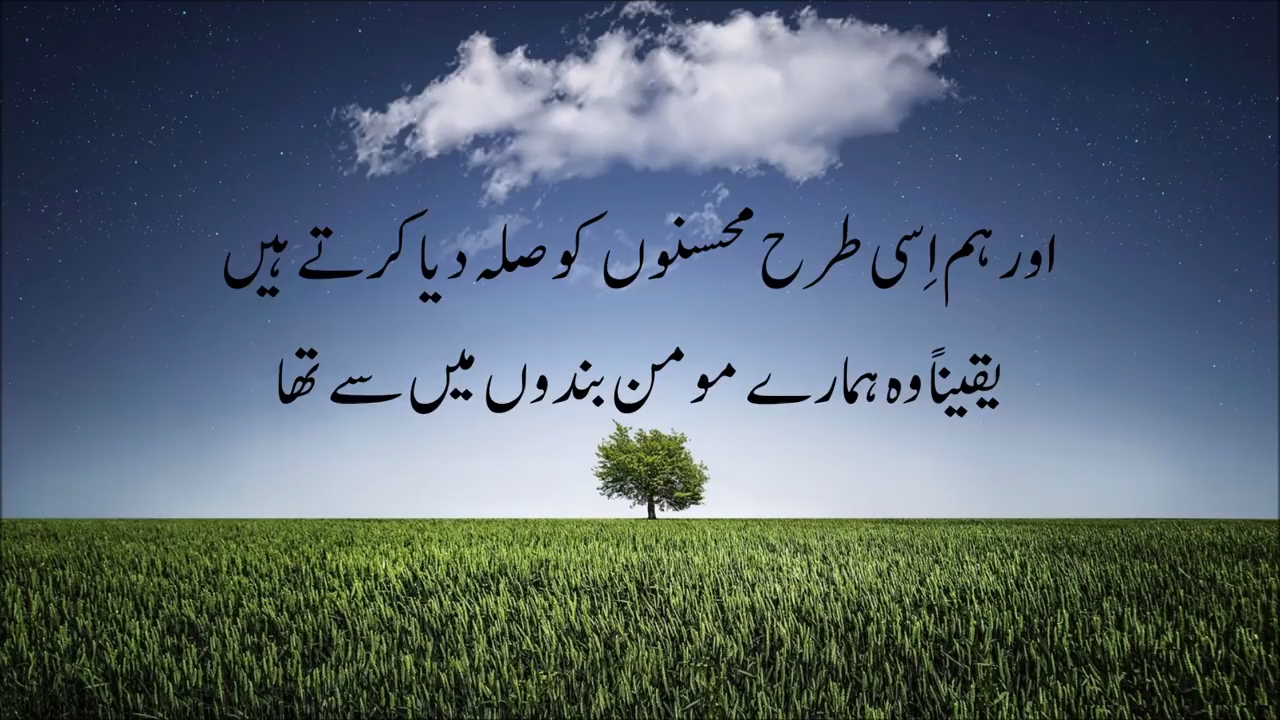 اور ہم اِسی طرح محسنوں کو صلہ دیا کرتے ہیں
یقیناً وہ ہمارے مومن بندوں میں سے تھا